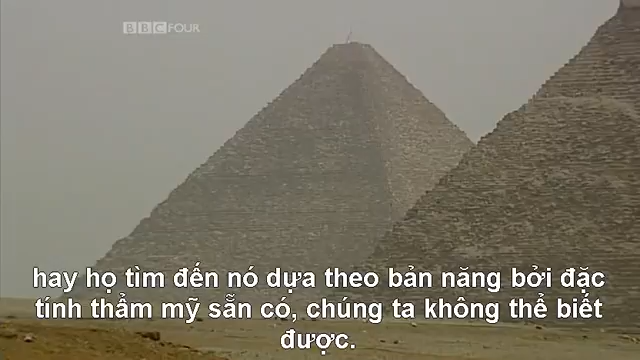 BBC FOUR
hay họ tìm đến nó dựa theo bản năng bởi đặc
tính thẩm mỹ sẵn có, chúng ta không thể biết
được.